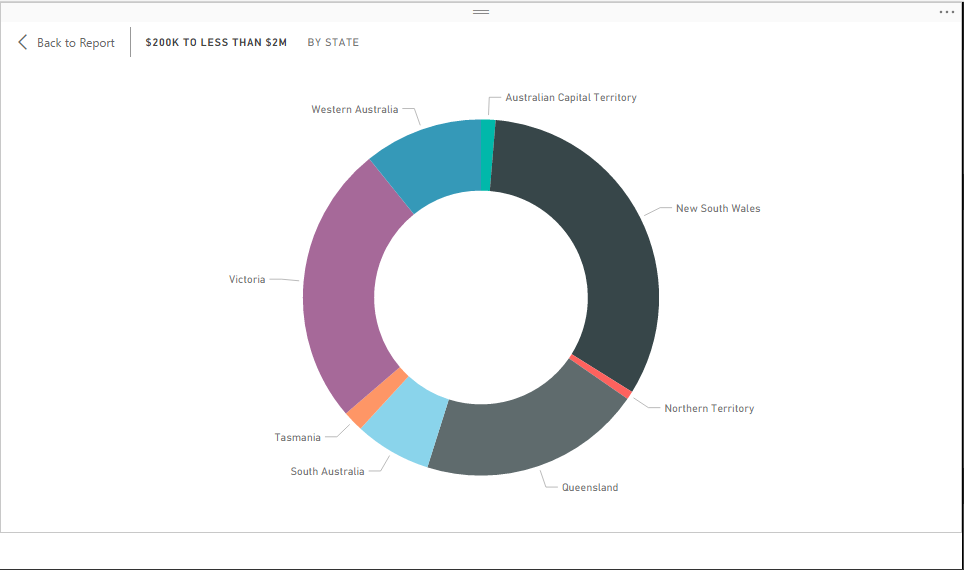 Back to Report
$200K TO LESS THAN $2M
BY STATE
Australian Capital Territory
Western Australia
New South Wales
Victoria
Northern Territory
Tasmania
South Australia
Queensland